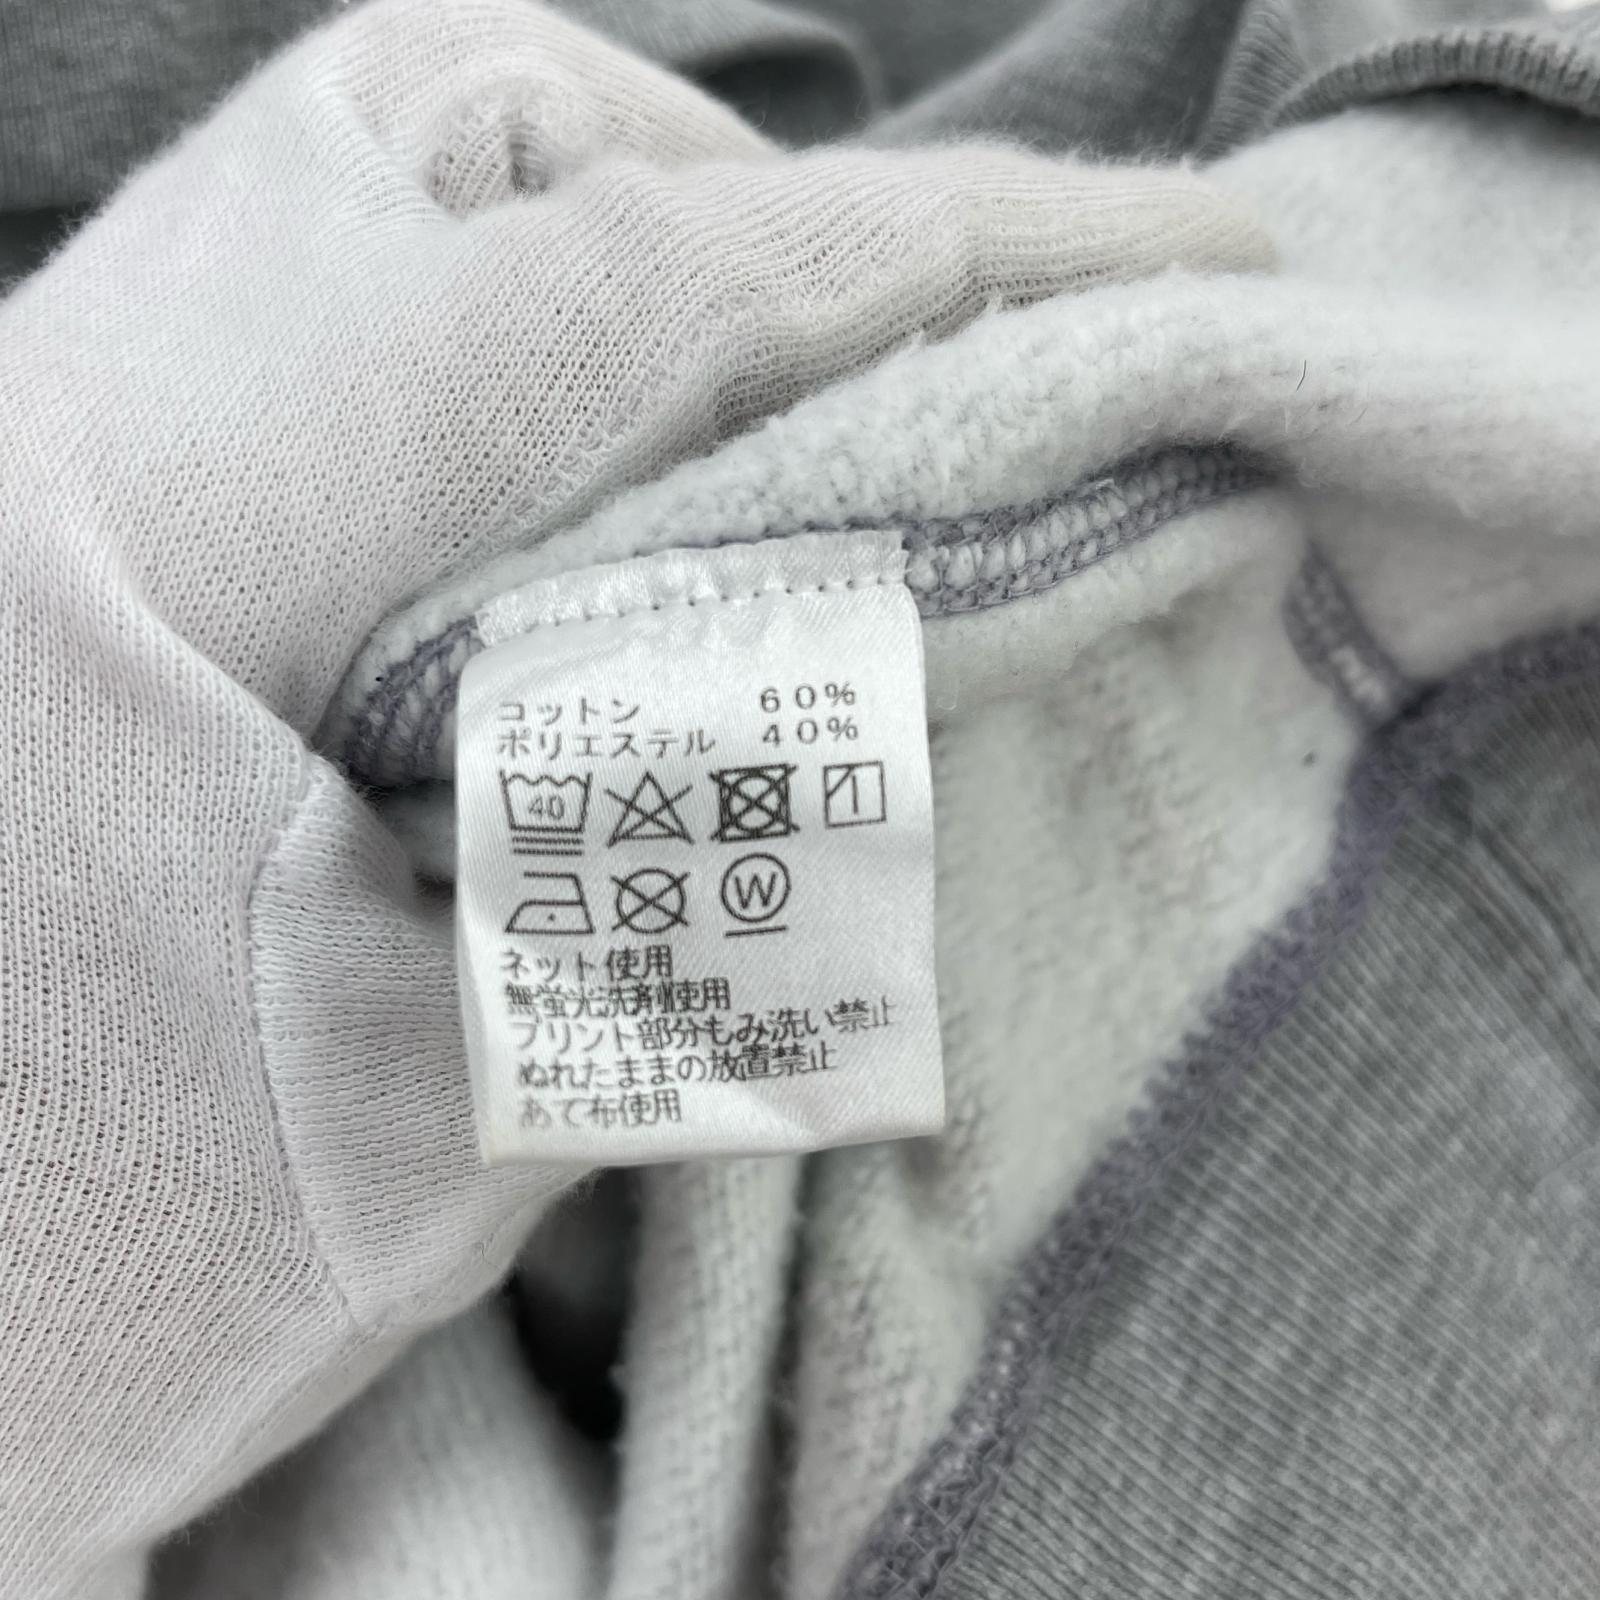 コットン 60%
ポリエステル 40%
40
W
ネット使用
無蛍光洗剤使用
プリント部分もみ洗い禁止
ぬれたままの放置禁止
あて布使用